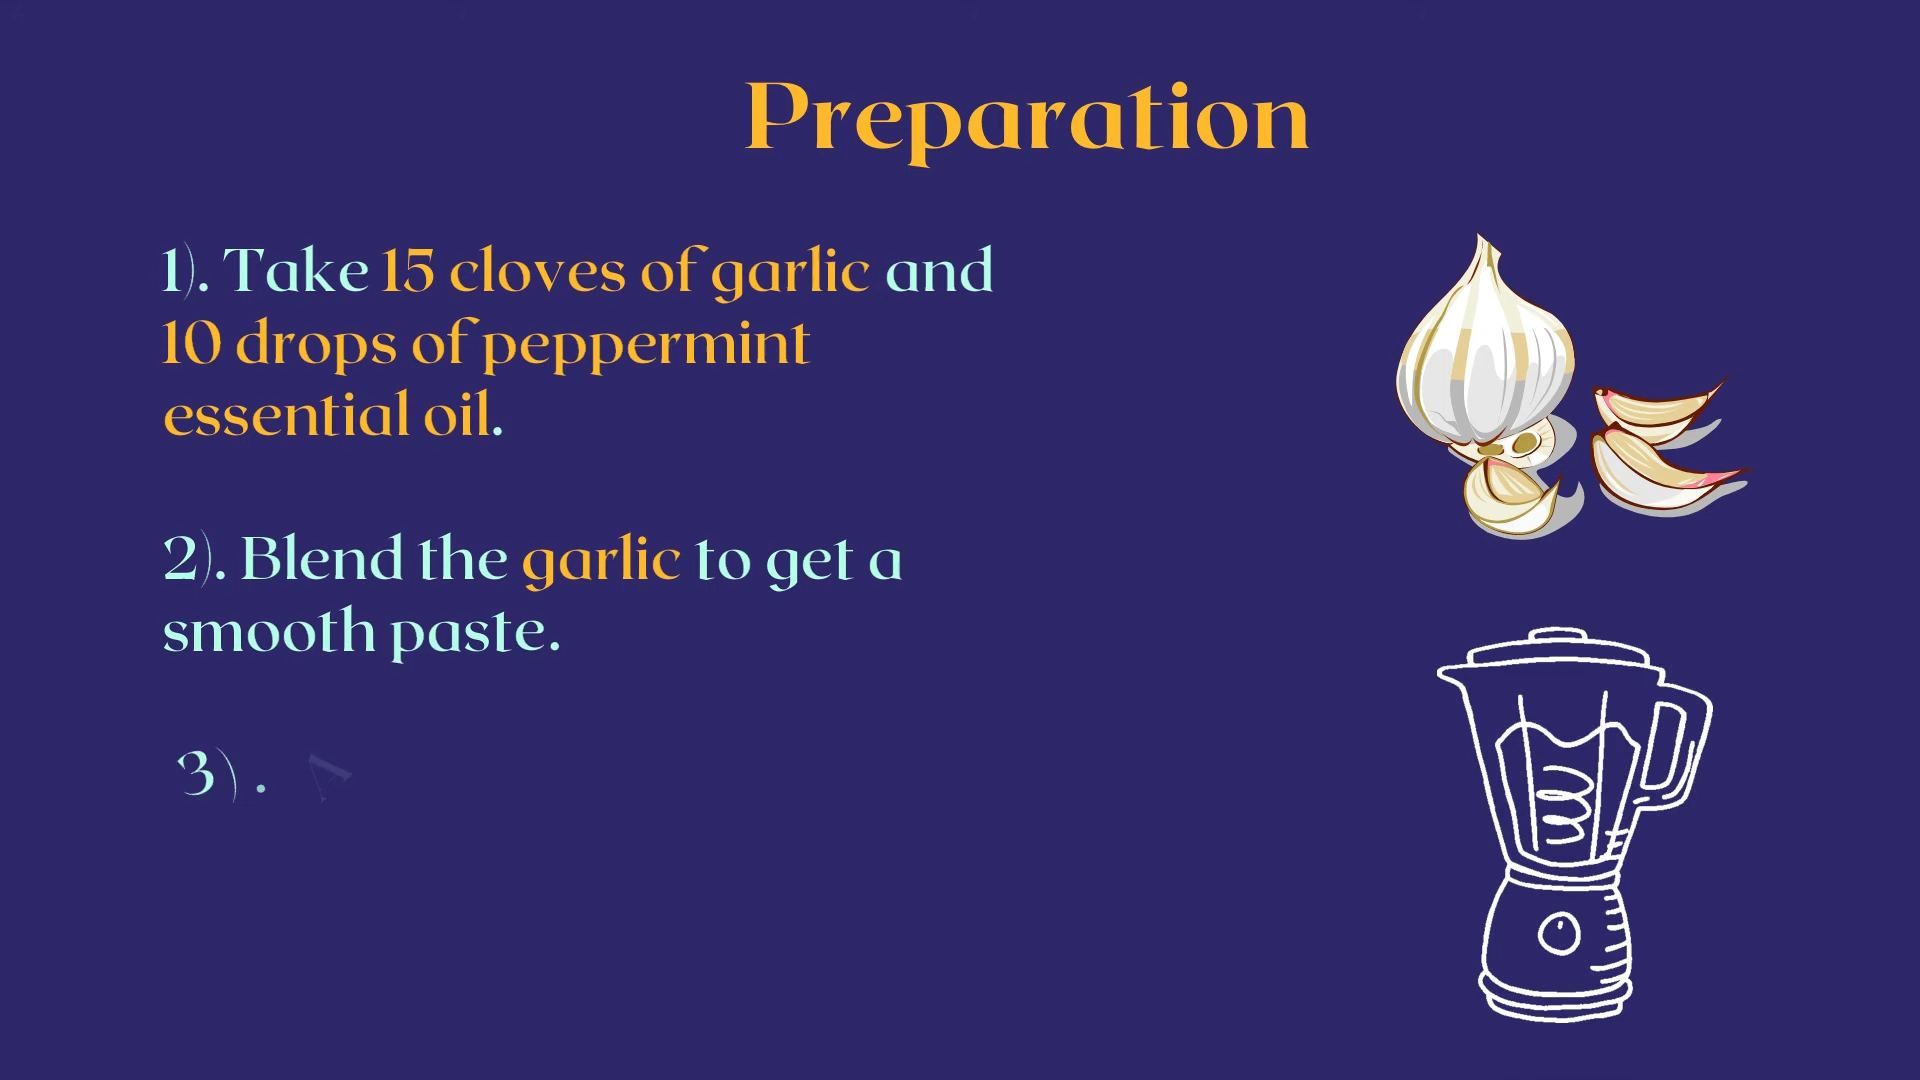 Preparation
1). Take 15 cloves of garlic and
10 drops of peppermint
essential oil.
2). Blend the garlic to get a
smooth paste.
3). A